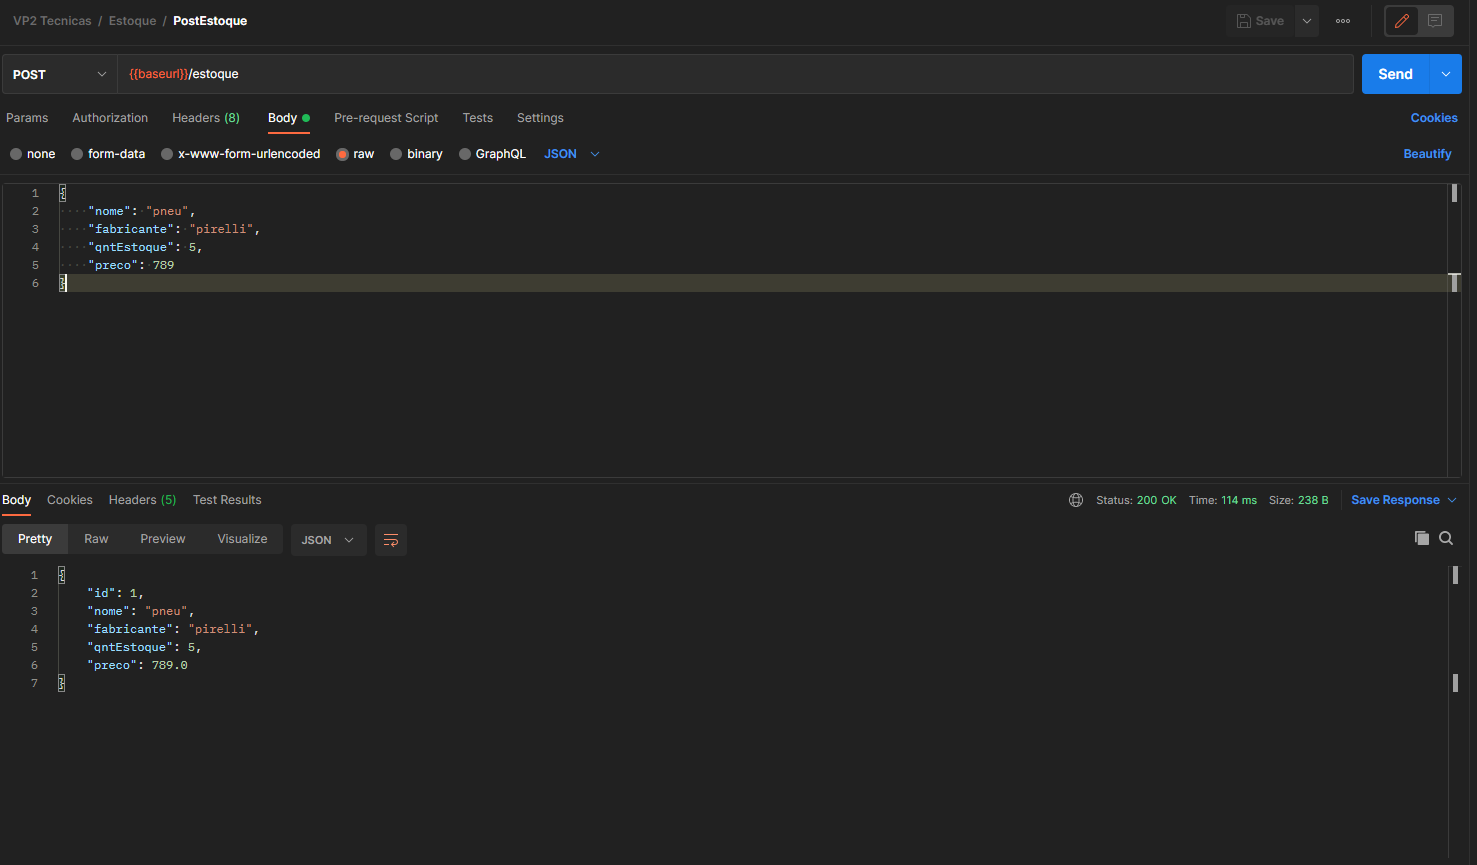 VP2 Tecnicas / Estoque / PostEstoque
Save
POST {{baseurl}}/estoque Send
Params Authorization Headers (8) Body Pre-request Script Tests Settings Cookies
none form-data x-www-form-urlencoded raw binary GraphQL JSON Beautify
1 {
2 "nome": "pneu",
3 "fabricante": "pirelli",
4 "qntEstoque": 5,
5 "preco": 789
6 }
Body Cookies Headers (5) Test Results Status: 200 OK Time: 114 ms Size: 238 B Save Response
Pretty Raw Preview Visualize JSON
1 {
2 "id": 1,
3 "nome": "pneu",
4 "fabricante": "pirelli",
5 "qntEstoque": 5,
6 "preco": 789.0
7 }